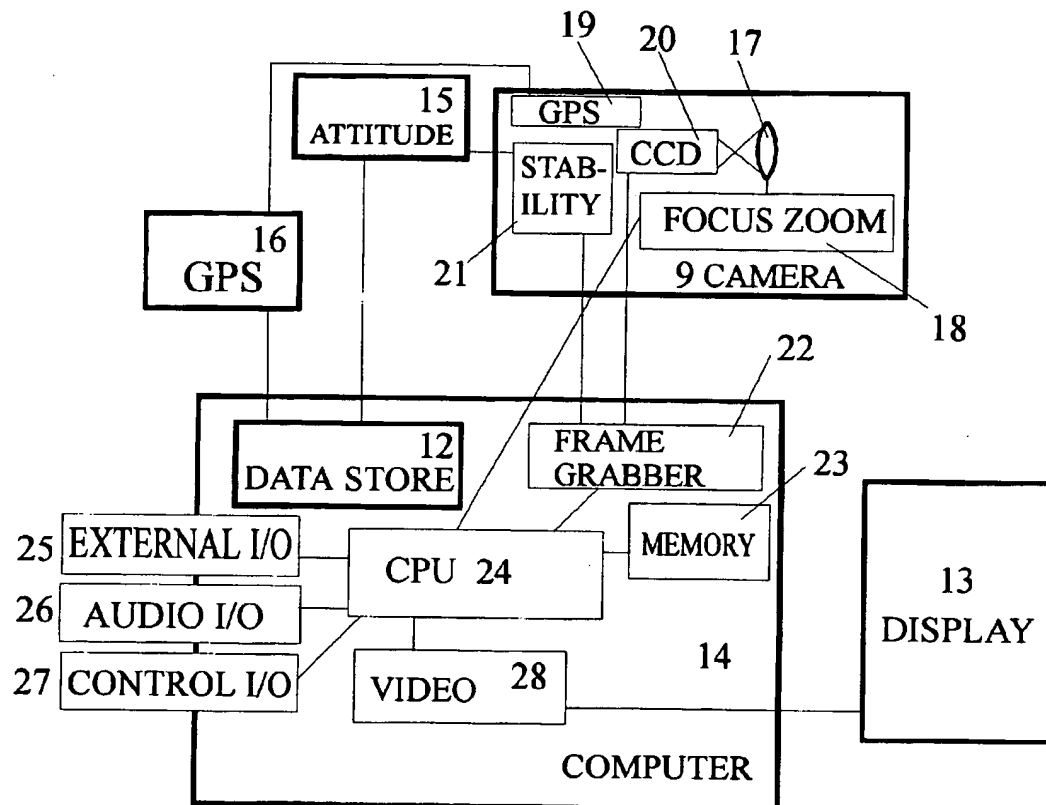 19
20
17
15
ATTITUDE
GPS
CCD
STAB-
ILITY
FOCUS ZOOM
16
GPS
21
9 CAMERA
18
22
12
DATA STORE
FRAME
GRABBER
23
25
EXTERNAL I/O
MEMORY
CPU 24
13
DISPLAY
26
AUDIO I/O
14
27
CONTROL I/O
VIDEO
28
COMPUTER